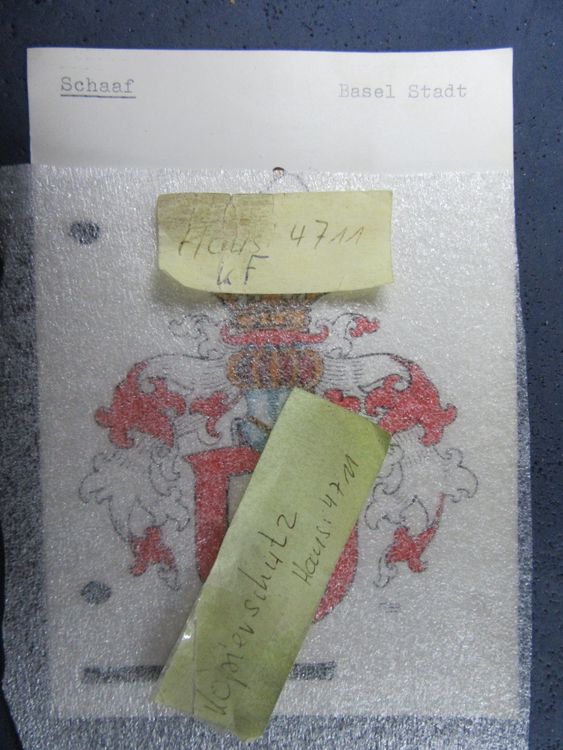 Schaaf Basel Stadt
Haus: 4711
KF
Kopierschutz
Haus: 4711